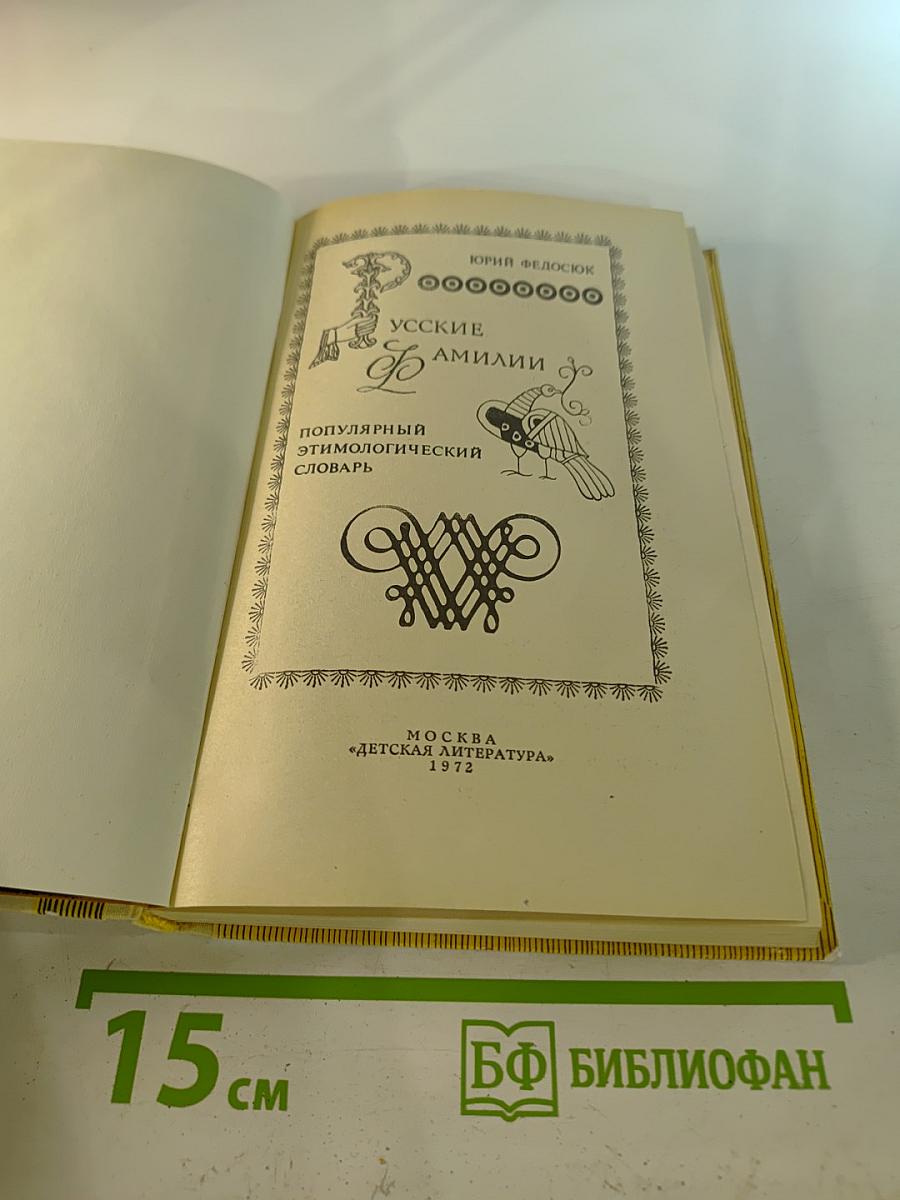 ЮРИЙ ФЕДОСЮК
РУССКИЕ
ФАМИЛИИ
ПОПУЛЯРНЫЙ
ЭТИМОЛОГИЧЕСКИЙ
СЛОВАРЬ
МОСКВА
«ДЕТСКАЯ ЛИТЕРАТУРА»
1972
15 СМ
БФ БИБЛИОФАН